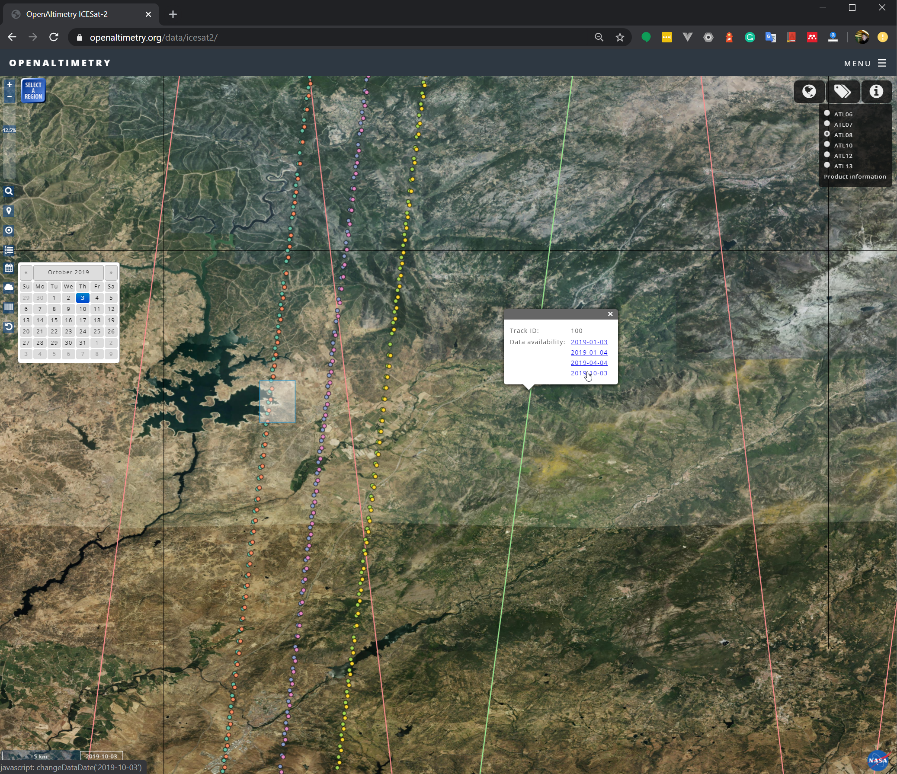 OpenAltimetry ICESat-2
openaltimetry.org/data/icesat2/
OPENALTIMETRY
MENU
SELECT A REGION
ATL06
ATL07
ATL08
ATL10
ATL12
ATL13
Product information
October 2019
Su Mo Tu We Th Fr Sa
29 30 1 2 3 4 5
6 7 8 9 10 11 12
13 14 15 16 17 18 19
20 21 22 23 24 25 26
27 28 29 30 31 1 2
3 4 5 6 7 8 9
Track ID: 100
Data availability: 2019-01-03
2019-01-04
2019-04-04
2019-10-03
5 km
2019-10-03
javascript: changeDataDate('2019-10-03')
NASA